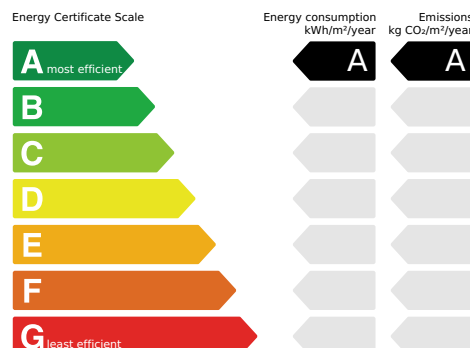 Energy Certificate Scale
Energy consumption
kWh/m²/year
Emissions
kg CO₂/m²/year
A most efficient
A
A
B
C
D
E
F
G least efficient